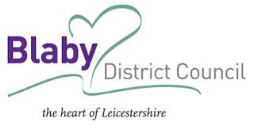 Blaby
District Council
the heart of Leicestershire